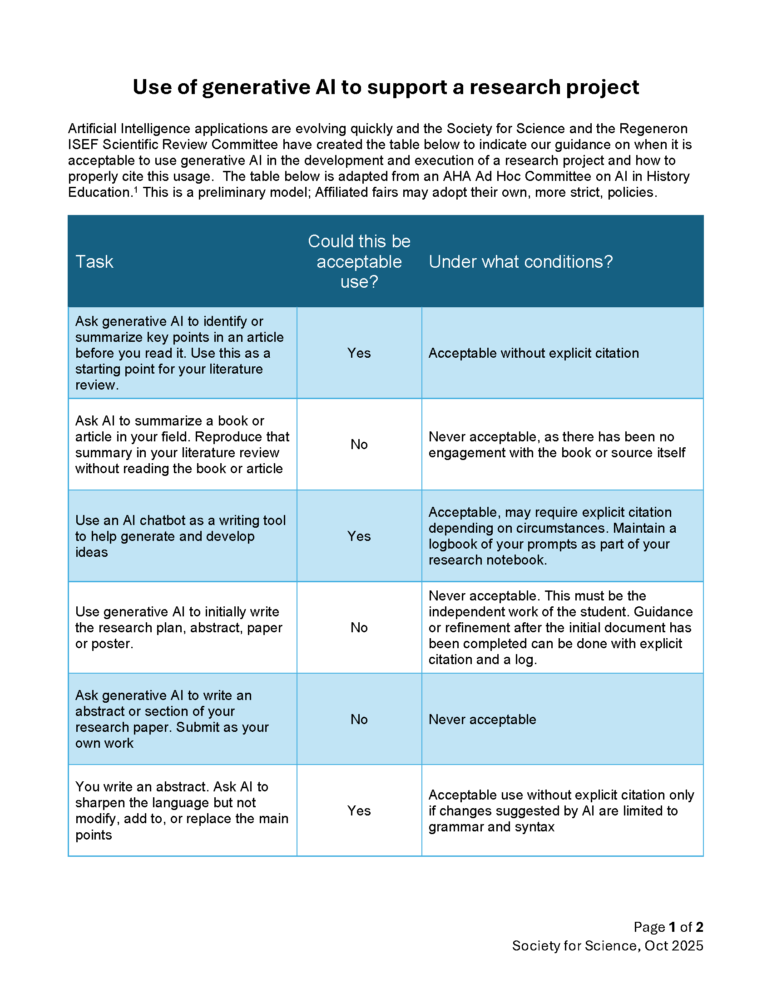 Use of generative AI to support a research project
Artificial Intelligence applications are evolving quickly and the Society for Science and the Regeneron
ISEF Scientific Review Committee have created the table below to indicate our guidance on when it is
acceptable to use generative AI in the development and execution of a research project and how to
properly cite this usage.  The table below is adapted from an AHA Ad Hoc Committee on AI in History
Education.¹ This is a preliminary model; Affiliated fairs may adopt their own, more strict, policies.
Task
Could this be
acceptable
use?
Under what conditions?
Ask generative AI to identify or
summarize key points in an article
before you read it. Use this as a
starting point for your literature
review.
Yes
Acceptable without explicit citation
Ask AI to summarize a book or
article in your field. Reproduce that
summary in your literature review
without reading the book or article
No
Never acceptable, as there has been no
engagement with the book or source itself
Use an AI chatbot as a writing tool
to help generate and develop
ideas
Yes
Acceptable, may require explicit citation
depending on circumstances. Maintain a
logbook of your prompts as part of your
research notebook.
Use generative AI to initially write
the research plan, abstract, paper
or poster.
No
Never acceptable. This must be the
independent work of the student. Guidance
or refinement after the initial document has
been completed can be done with explicit
citation and a log.
Ask generative AI to write an
abstract or section of your
research paper. Submit as your
own work
No
Never acceptable
You write an abstract. Ask AI to
sharpen the language but not
modify, add to, or replace the main
points
Yes
Acceptable use without explicit citation only
if changes suggested by AI are limited to
grammar and syntax
Page 1 of 2
Society for Science, Oct 2025